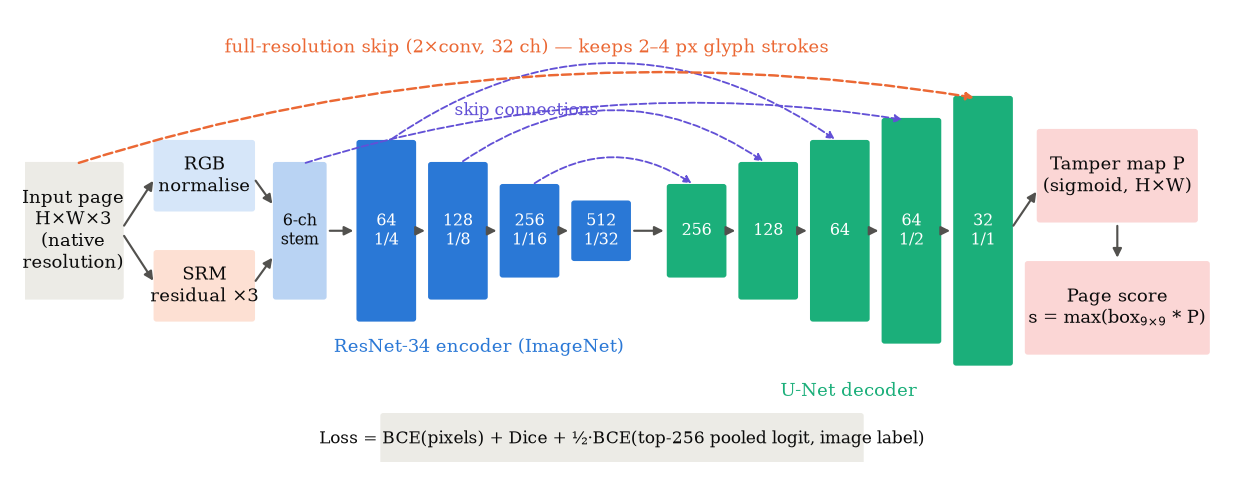 full-resolution skip (2×conv, 32 ch) — keeps 2–4 px glyph strokes
skip connections
Input page
H×W×3
(native
resolution)
RGB
normalise
SRM
residual ×3
6-ch
stem
64
1/4
128
1/8
256
1/16
512
1/32
256
128
64
64
1/2
32
1/1
Tamper map P
(sigmoid, H×W)
Page score
s = max(box₉ₓ₉ * P)
ResNet-34 encoder (ImageNet)
U-Net decoder
Loss = BCE(pixels) + Dice + ½·BCE(top-256 pooled logit, image label)